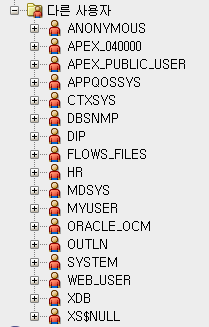 다른 사용자
ANONYMOUS
APEX_040000
APEX_PUBLIC_USER
APPQOSSYS
CTXSYS
DBSNMP
DIP
FLOWS_FILES
HR
MDSYS
MYUSER
ORACLE_OCM
OUTLN
SYSTEM
WEB_USER
XDB
XS$NULL